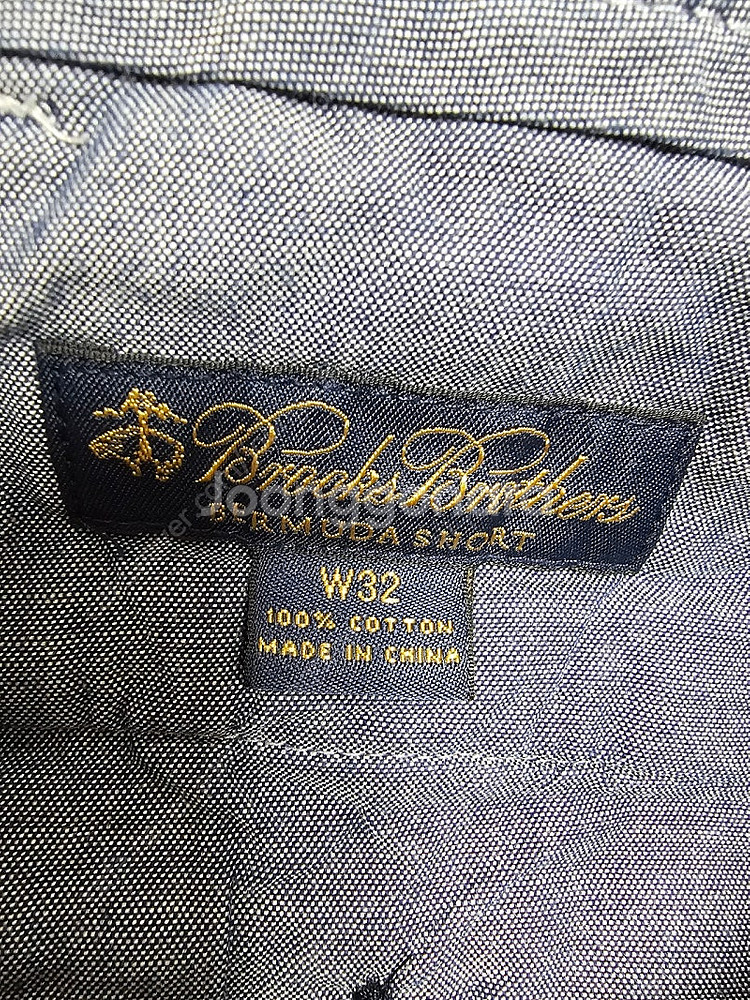 Brooks Brothers
BERMUDA SHORT
W32
100% COTTON
MADE IN CHINA